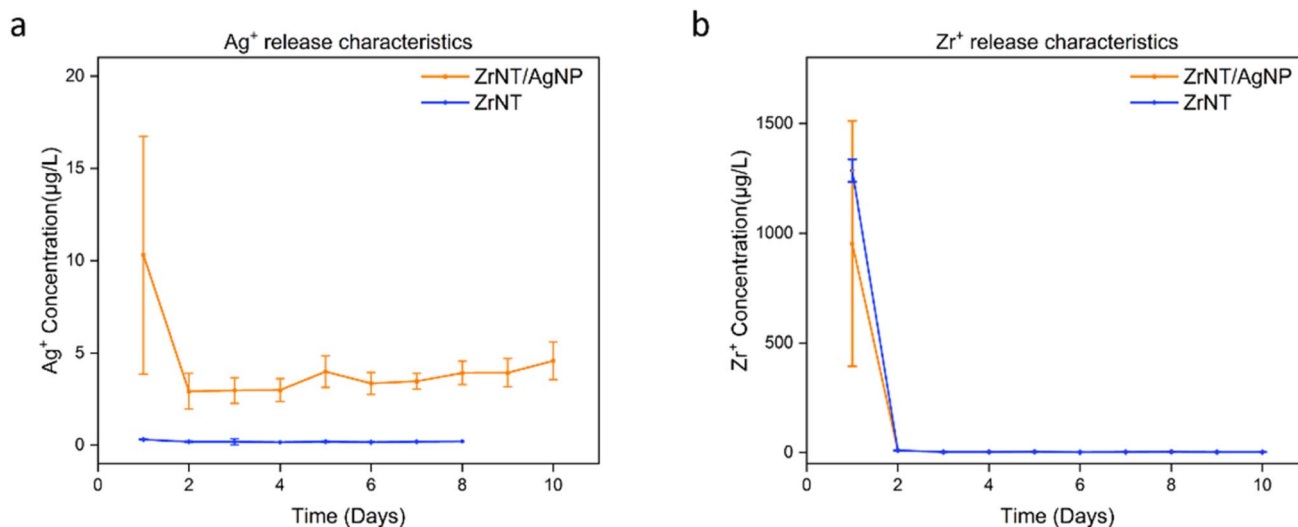 a
Ag⁺ release characteristics
ZrNT/AgNP
ZrNT
Ag⁺ Concentration(µg/L)
20
15
10
5
0
0 2 4 6 8 10
Time (Days)
b
Zr⁺ release characteristics
ZrNT/AgNP
ZrNT
Zr⁺ Concentration(µg/L)
1500
1000
500
0
0 2 4 6 8 10
Time (Days)